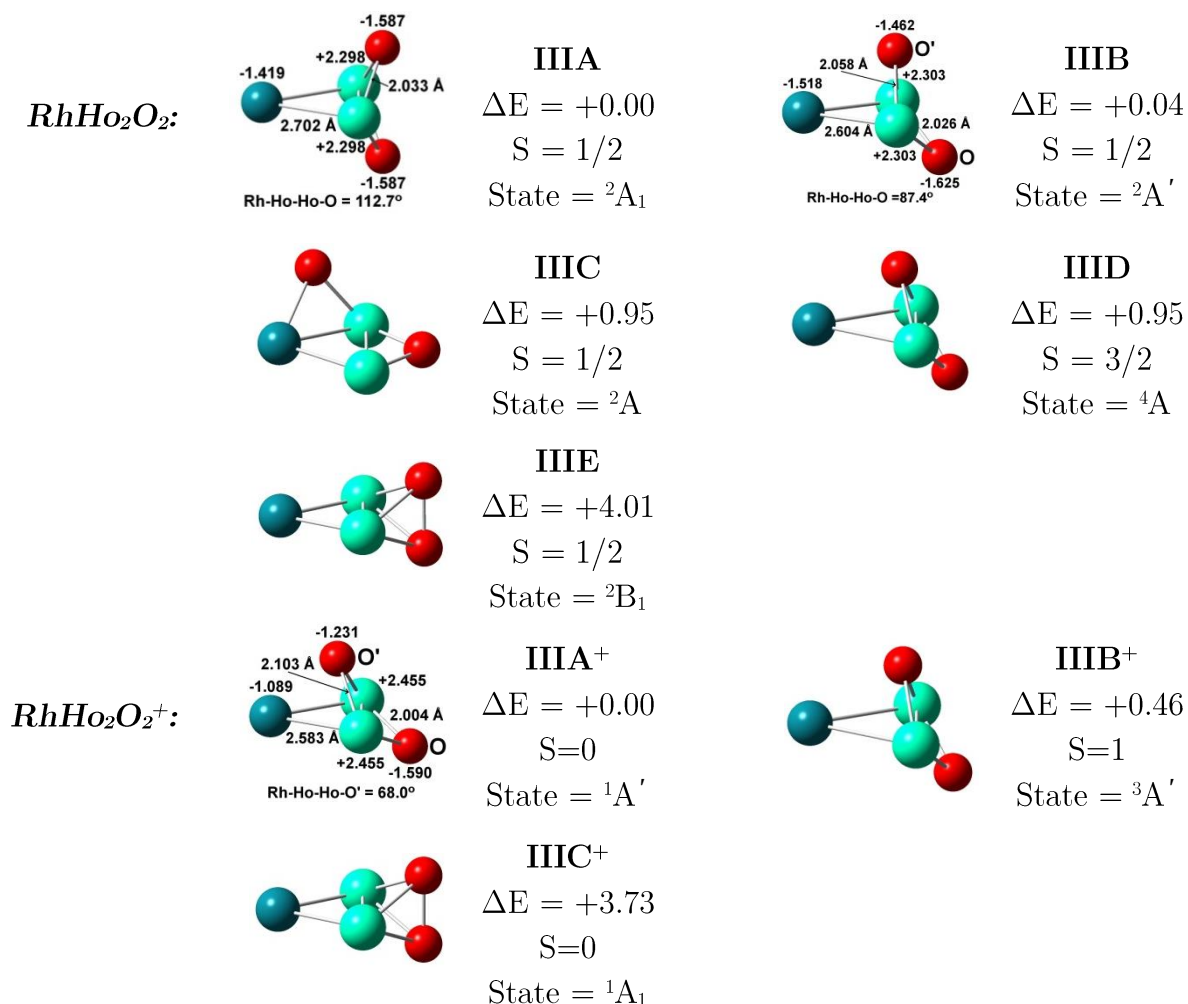 RhHo₂O₂:
-1.587
+2.298
-1.419
2.033 Å
2.702 Å
+2.298
-1.587
Rh-Ho-Ho-O = 112.7º
IIIA
ΔE = +0.00
S = 1/2
State = ²A₁
-1.462
O'
2.058 Å
+2.303
-1.518
2.026 Å
2.604 Å
O
+2.303
-1.625
Rh-Ho-Ho-O =87.4º
IIIB
ΔE = +0.04
S = 1/2
State = ²A′
IIIC
ΔE = +0.95
S = 1/2
State = ²A
IIID
ΔE = +0.95
S = 3/2
State = ⁴A
IIIE
ΔE = +4.01
S = 1/2
State = ²B₁
RhHo₂O₂⁺:
-1.231
O'
2.103 Å
+2.455
-1.089
2.004 Å
2.583 Å
O
+2.455
-1.590
Rh-Ho-Ho-O' = 68.0º
IIIA⁺
ΔE = +0.00
S=0
State = ¹A′
IIIB⁺
ΔE = +0.46
S=1
State = ³A′
IIIC⁺
ΔE = +3.73
S=0
State = ¹A₁